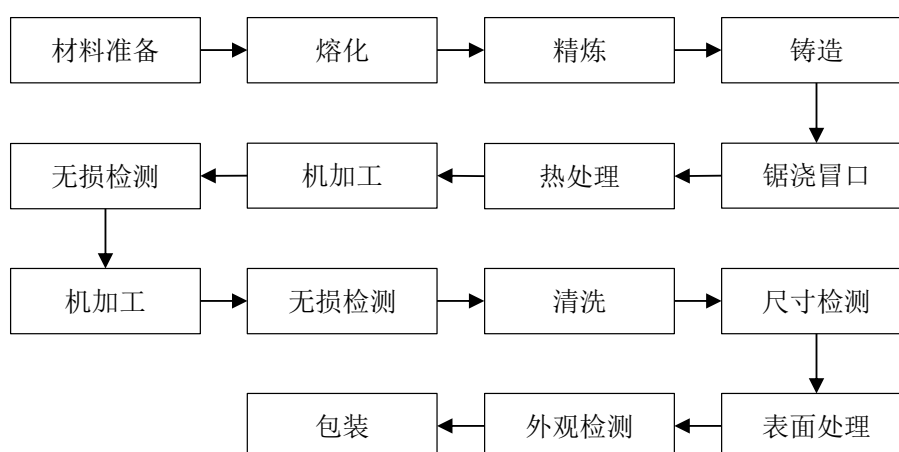 材料准备
熔化
精炼
铸造
锯浇冒口
热处理
机加工
无损检测
机加工
无损检测
清洗
尺寸检测
表面处理
外观检测
包装